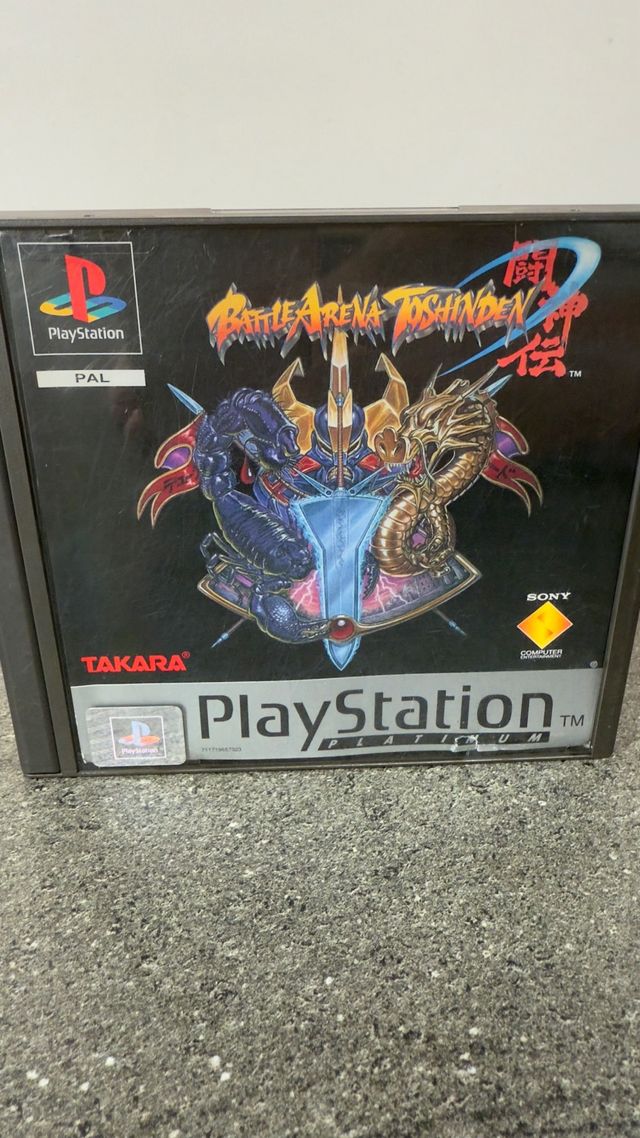 PlayStation
PAL
BATTLE ARENA TOSHINDEN
闘神伝
TM
TAKARA®
SONY
COMPUTER
ENTERTAINMENT
PlayStation TM
PLATINUM
PlayStation